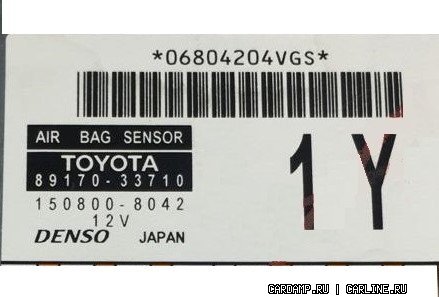 *06804204VGS*
AIR BAG SENSOR
TOYOTA
89170-33710
150800-8042
12V
DENSO JAPAN
1Y
CARDAMP.RU | CARLINE.RU